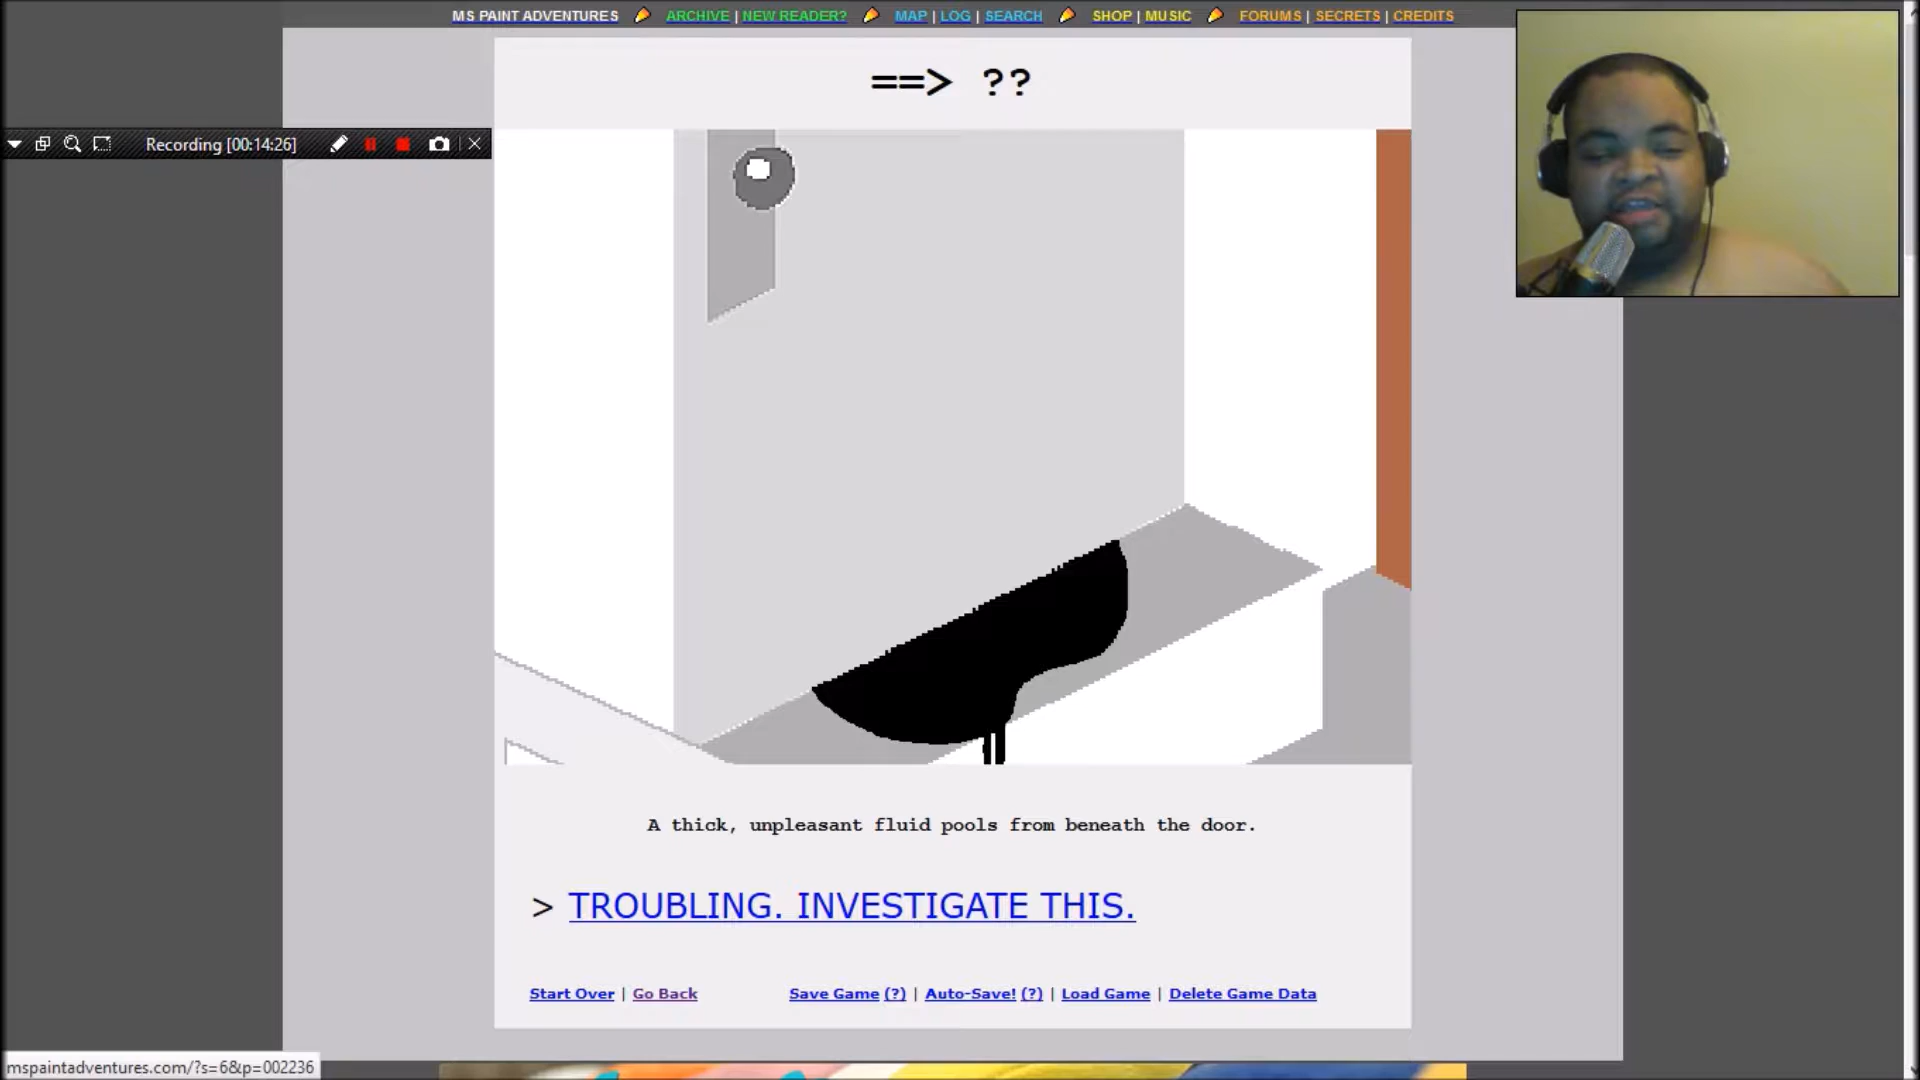 MS PAINT ADVENTURES ARCHIVE | NEW READER? MAP | LOG | SEARCH SHOP | MUSIC FORUMS | SECRETS | CREDITS
==> ??
Recording [00:14:26]
A thick, unpleasant fluid pools from beneath the door.
> TROUBLING. INVESTIGATE THIS.
Start Over | Go Back Save Game (?) | Auto-Save! (?) | Load Game | Delete Game Data
mspaintadventures.com/?s=6&p=002236